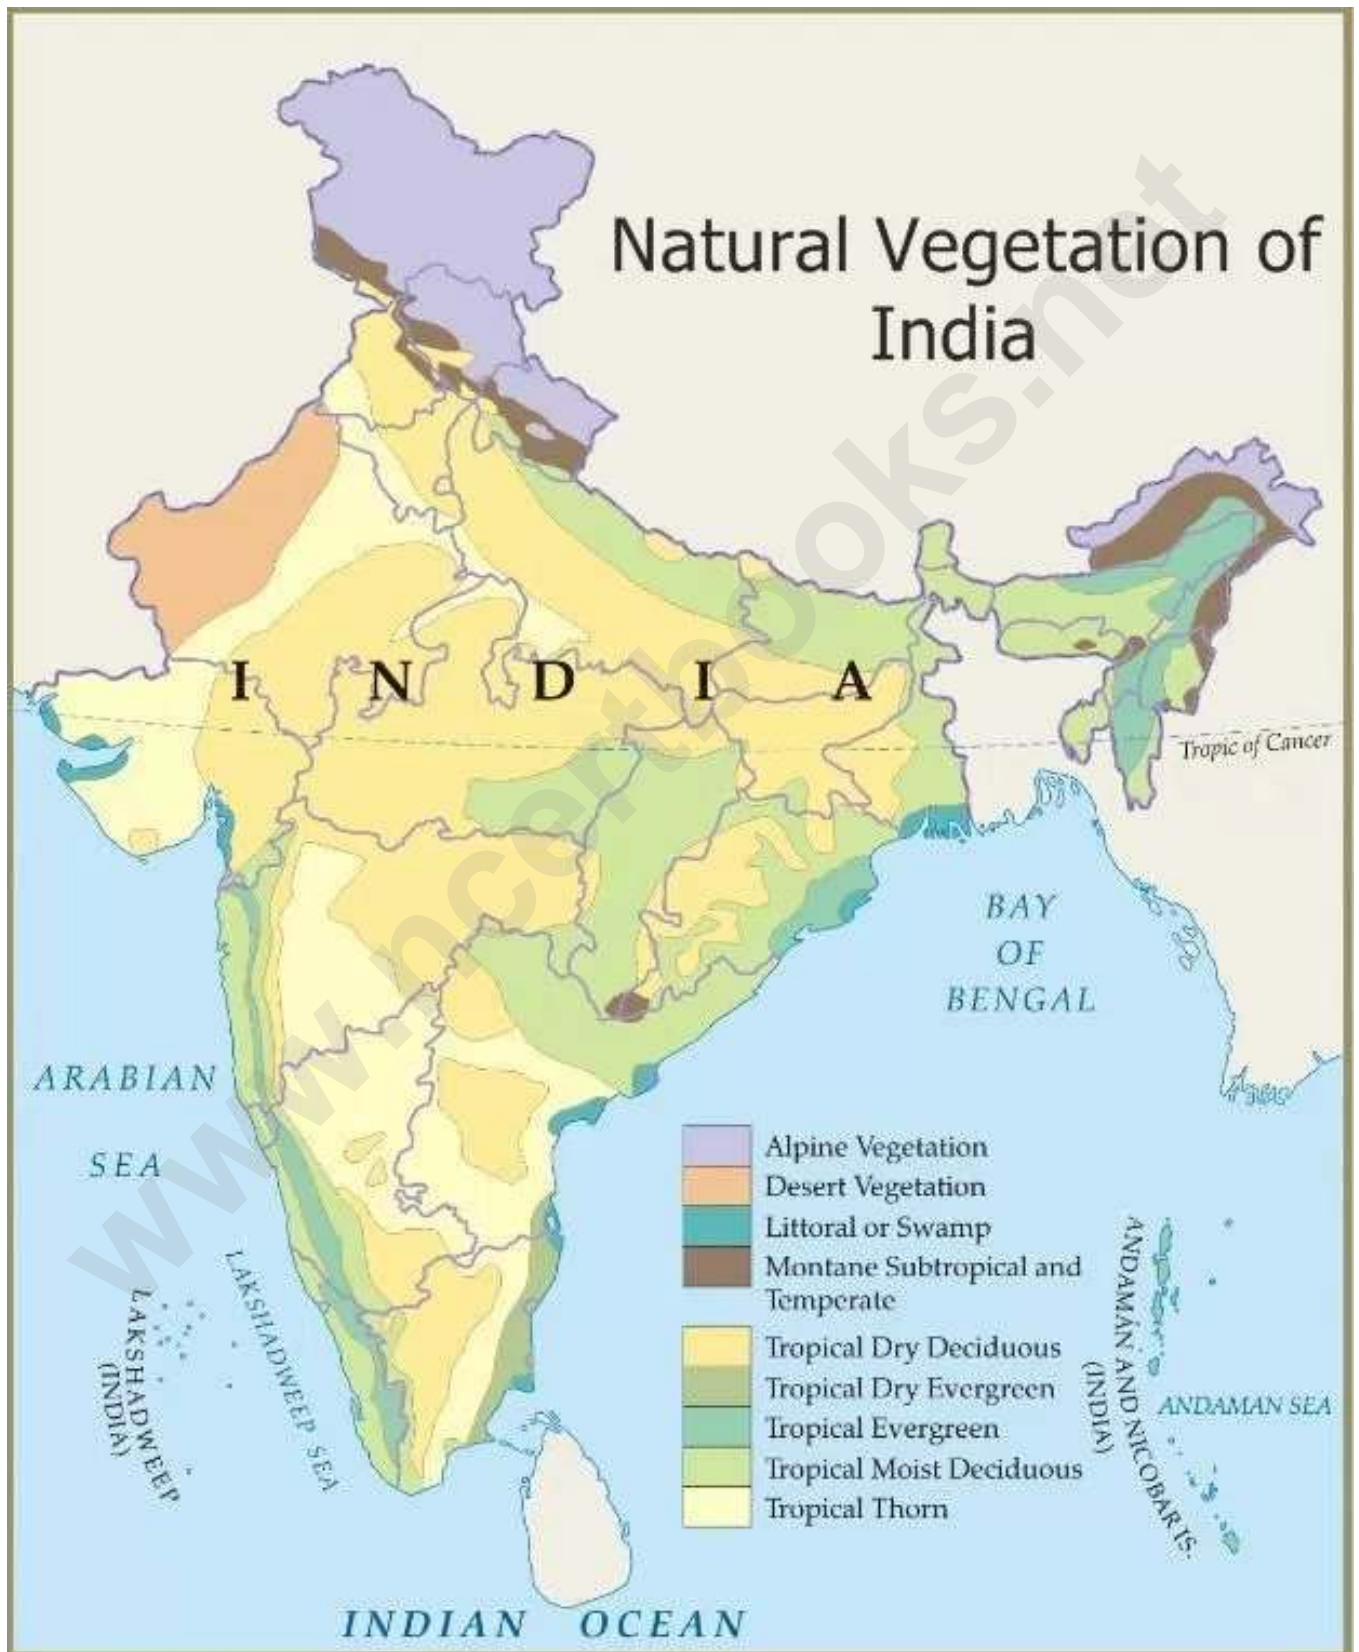 Natural Vegetation of
India
I N D I A
Tropic of Cancer
BAY
OF
BENGAL
ARABIAN
SEA
Alpine Vegetation
Desert Vegetation
Littoral or Swamp
Montane Subtropical and
Temperate
Tropical Dry Deciduous
Tropical Dry Evergreen
Tropical Evergreen
Tropical Moist Deciduous
Tropical Thorn
LAKSHADWEEP
(INDIA)
LAKSHADWEEP SEA
ANDAMAN AND NICOBAR IS.
(INDIA)
ANDAMAN SEA
INDIAN OCEAN
www.ncertbooks.net